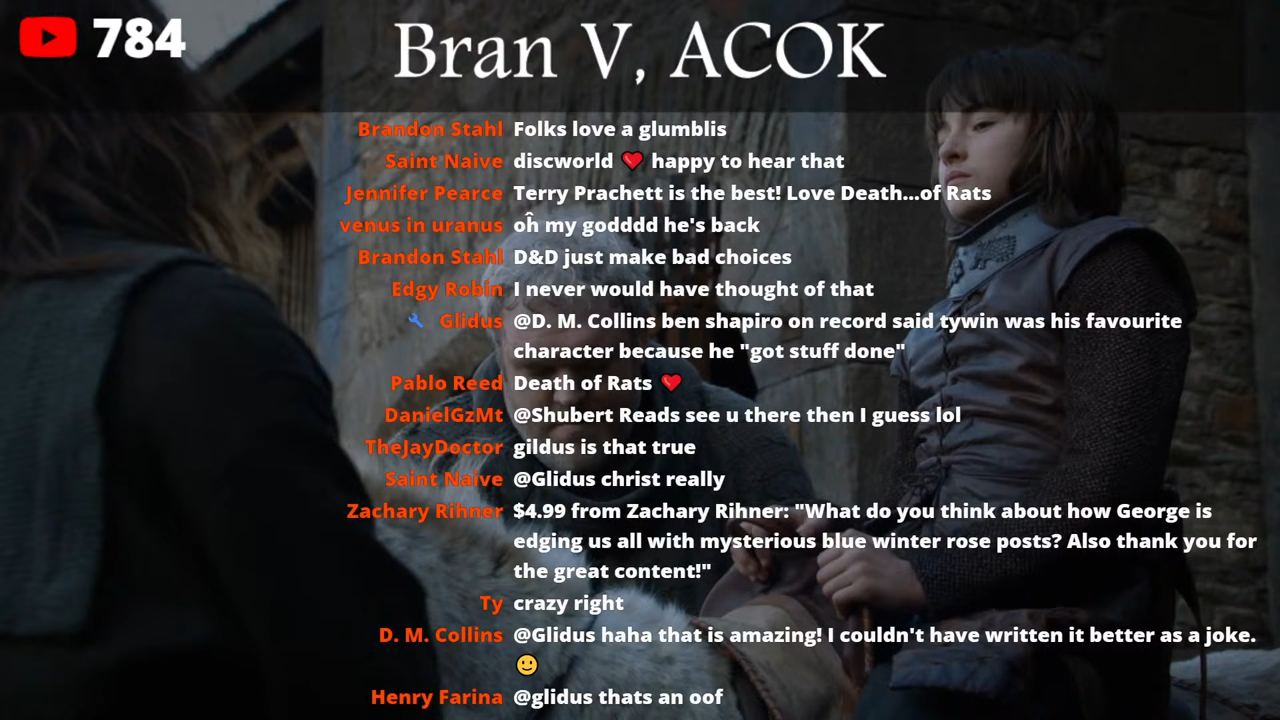 784
Bran V, ACOK
Brandon Stahl Folks love a glumblis
Saint Naive discworld ❤️ happy to hear that
Jennifer Pearce Terry Prachett is the best! Love Death...of Rats
venus in uranus oĥ my godddd he's back
Brandon Stahl D&D just make bad choices
Edgy Robin I never would have thought of that
Glidus @D. M. Collins ben shapiro on record said tywin was his favourite
character because he "got stuff done"
Pablo Reed Death of Rats ❤️
DanielGzMt @Shubert Reads see u there then I guess lol
TheJayDoctor gildus is that true
Saint Naive @Glidus christ really
Zachary Rihner $4.99 from Zachary Rihner: "What do you think about how George is
edging us all with mysterious blue winter rose posts? Also thank you for
the great content!"
Ty crazy right
D. M. Collins @Glidus haha that is amazing! I couldn't have written it better as a joke.
🙂
Henry Farina @glidus thats an oof